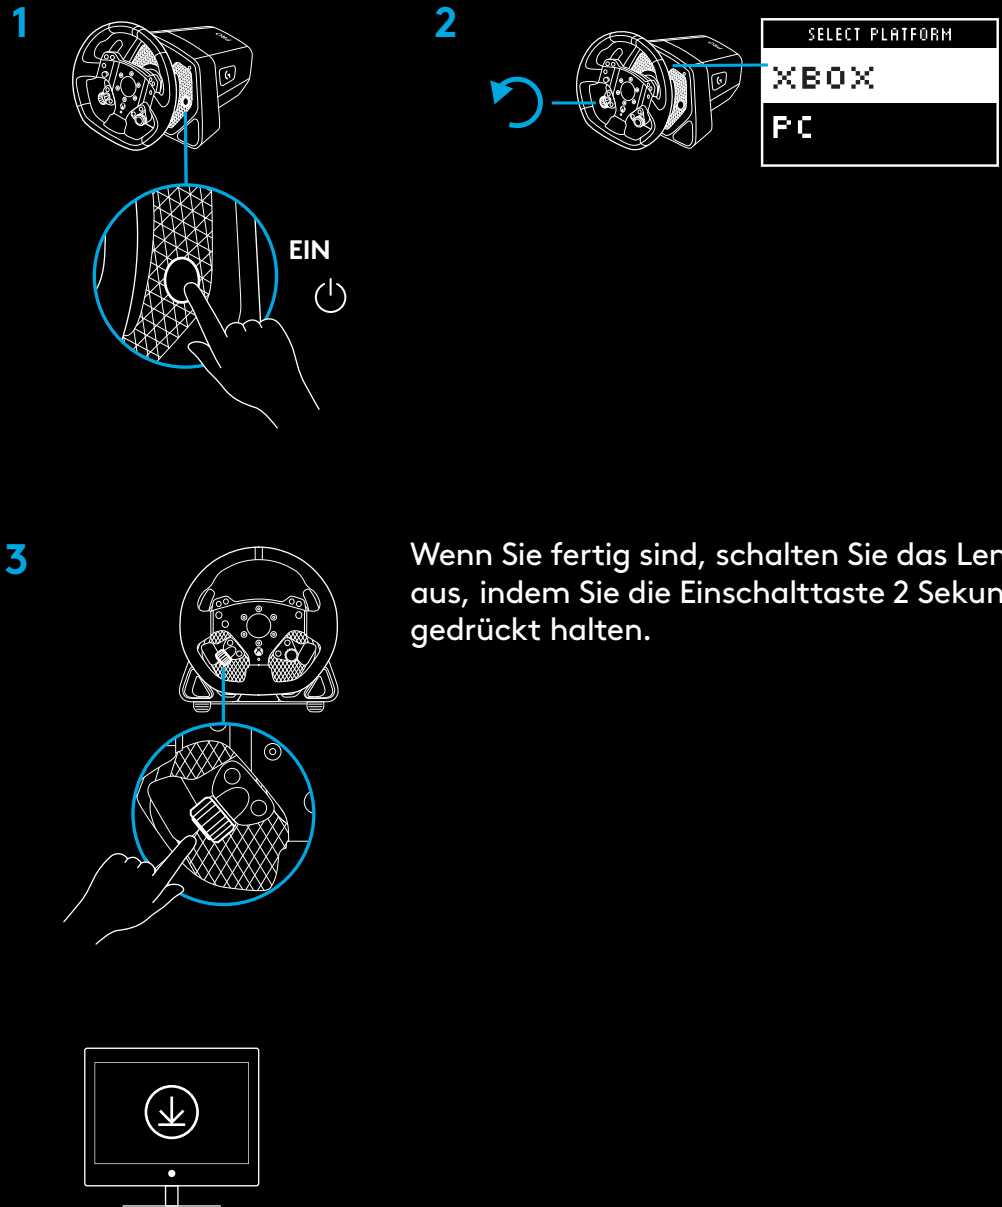 1
2
SELECT PLATFORM
XBOX
PC
EIN
3
Wenn Sie fertig sind, schalten Sie das
aus, indem Sie die Einschalttaste 2
gedrückt halten.